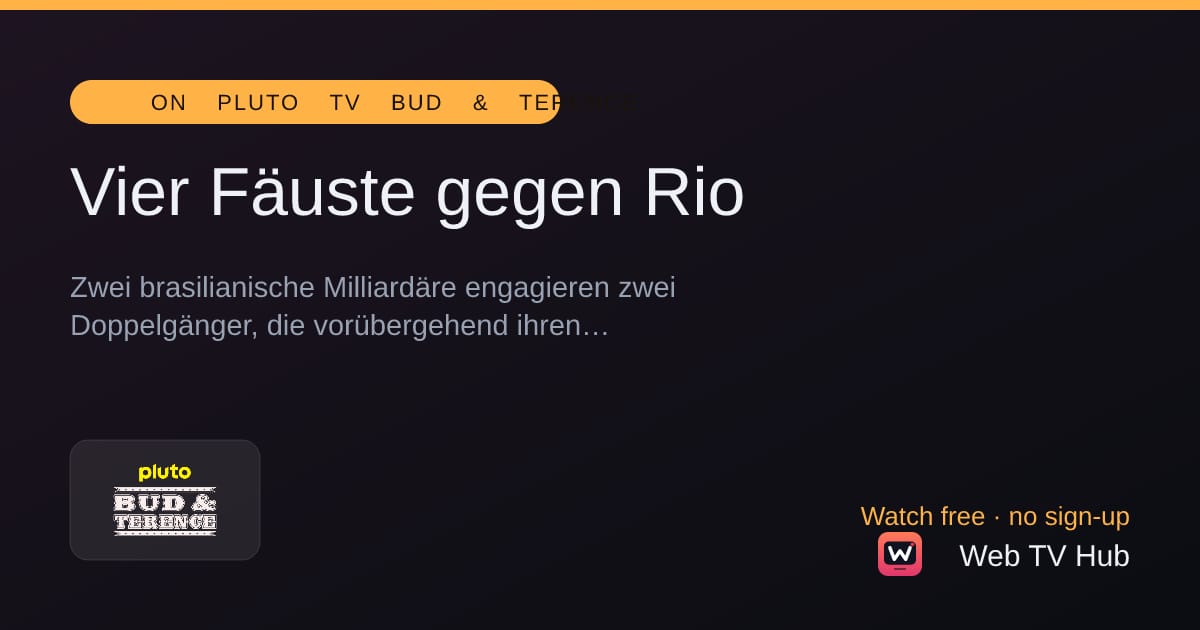 ON PLUTO TV BUD & TERENCE
Vier Fäuste gegen Rio
Zwei brasilianische Milliardäre engagieren zwei
Doppelgänger, die vorübergehend ihren…
pluto
BUD &
TERENCE
Watch free · no sign-up
W
Web TV Hub